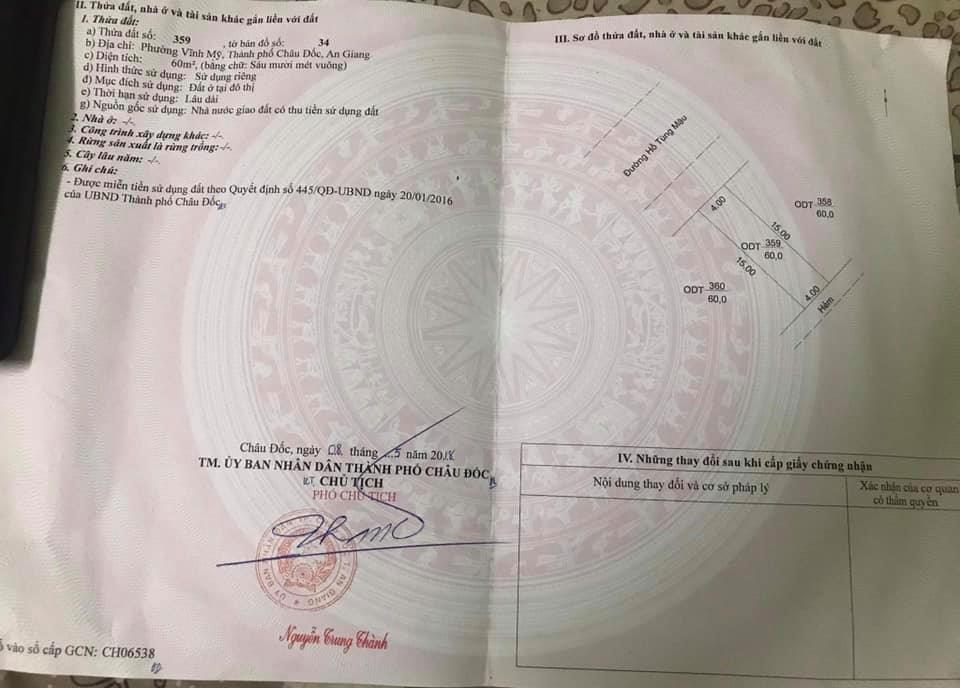 II. Thửa đất, nhà ở và tài sản khác gắn liền với đất
1. Thửa đất:
a) Thửa đất số: 359 , tờ bản đồ số: 34
b) Địa chỉ: Phường Vĩnh Mỹ, Thành phố Châu Đốc, An Giang
c) Diện tích: 60m², (bằng chữ: Sáu mươi mét vuông)
d) Hình thức sử dụng: Sử dụng riêng
đ) Mục đích sử dụng: Đất ở tại đô thị
e) Thời hạn sử dụng: Lâu dài
g) Nguồn gốc sử dụng: Nhà nước giao đất có thu tiền sử dụng đất
2. Nhà ở: -/-
3. Công trình xây dựng khác: -/-
4. Rừng sản xuất là rừng trồng: -/-
5. Cây lâu năm: -/-
6. Ghi chú:
- Được miễn tiền sử dụng đất theo Quyết định số 445/QĐ-UBND ngày 20/01/2016
của UBND Thành phố Châu Đốc
Châu Đốc, ngày 08 tháng 5 năm 2018
TM. ỦY BAN NHÂN DÂN THÀNH PHỐ CHÂU ĐỐC
KT CHỦ TỊCH
PHÓ CHỦ TỊCH
Nguyễn Trung Thành
vào sổ cấp GCN: CH06538
III. Sơ đồ thửa đất, nhà ở và tài sản khác gắn liền với đất
Đường Hồ Tùng Mậu
4.00
ODT 358
60,0
15.00
ODT 359
60,0
15.00
ODT 360
60,0
4.00
Hẻm
IV. Những thay đổi sau khi cấp giấy chứng nhận
Nội dung thay đổi và cơ sở pháp lý
Xác nhận của cơ quan
có thẩm quyền